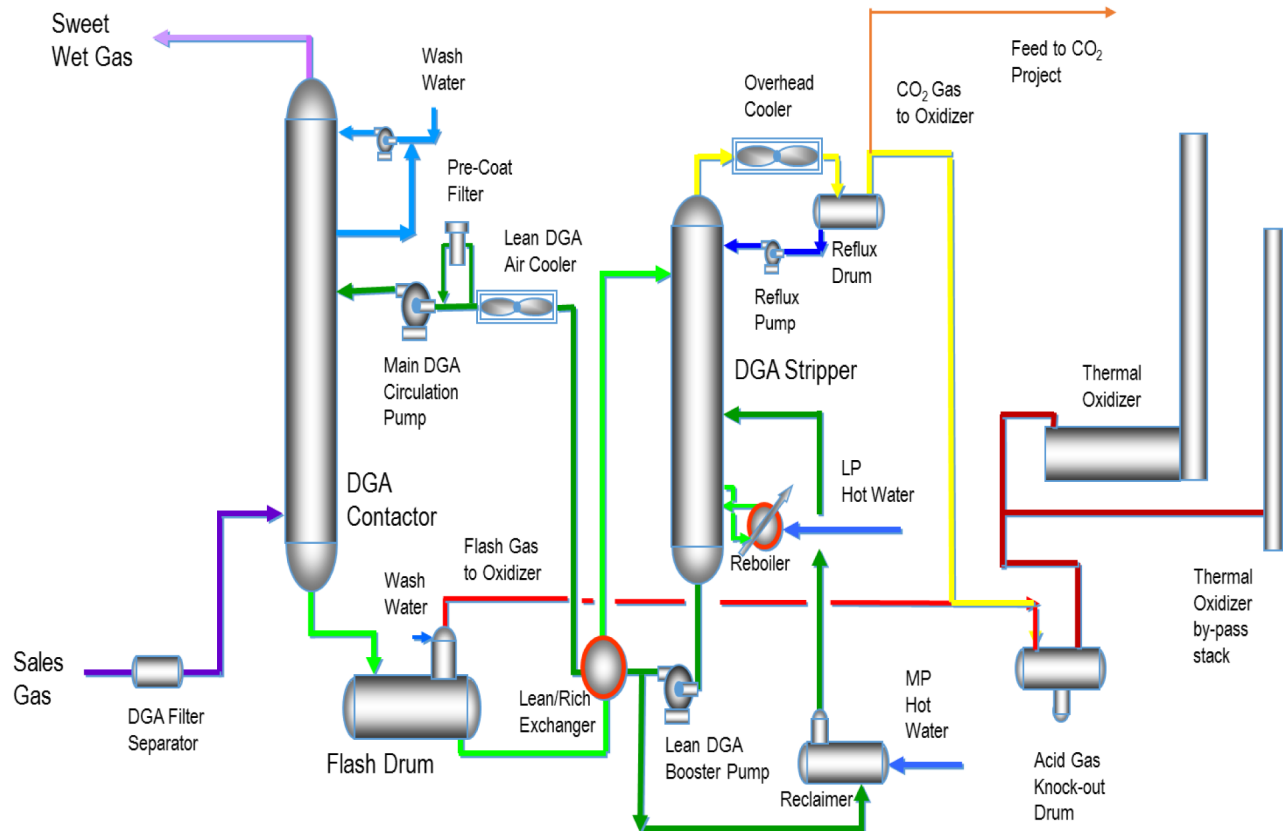 Sweet
Wet Gas
Wash
Water
Pre-Coat
Filter
Lean DGA
Air Cooler
Main DGA
Circulation
Pump
DGA
Contactor
Sales
Gas
DGA Filter
Separator
Wash
Water
Flash Gas
to Oxidizer
Flash Drum
Lean/Rich
Exchanger
Lean DGA
Booster Pump
Overhead
Cooler
Reflux
Drum
Reflux
Pump
DGA Stripper
CO₂ Gas
to Oxidizer
Feed to CO₂
Project
LP
Hot Water
Reboiler
Reclaimer
MP
Hot
Water
Thermal
Oxidizer
Thermal
Oxidizer
by-pass
stack
Acid Gas
Knock-out
Drum